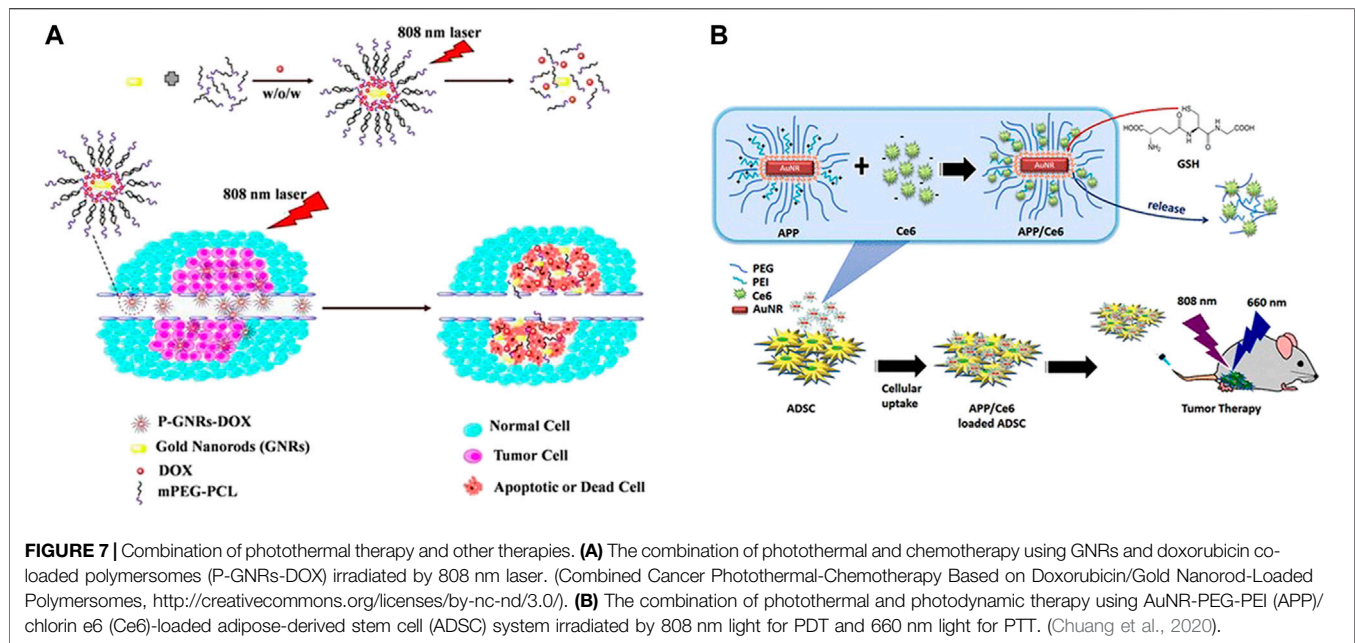 A
808 nm laser
w/o/w
808 nm laser
P-GNRs-DOX
Gold Nanorods (GNRs)
DOX
mPEG-PCL
Normal Cell
Tumor Cell
Apoptotic or Dead Cell
B
AuNR
APP
+
Ce6
AuNR
APP/Ce6
HS
HOOC
NH₂
O
H
N
N
H
O
COOH
GSH
release
PEG
PEI
Ce6
AuNR
ADSC
Cellular
uptake
APP/Ce6
loaded ADSC
808 nm
660 nm
Tumor Therapy
FIGURE 7 | Combination of photothermal therapy and other therapies. (A) The combination of photothermal and chemotherapy using GNRs and doxorubicin co-
loaded polymersomes (P-GNRs-DOX) irradiated by 808 nm laser. (Combined Cancer Photothermal-Chemotherapy Based on Doxorubicin/Gold Nanorod-Loaded
Polymersomes, http://creativecommons.org/licenses/by-nc-nd/3.0/). (B) The combination of photothermal and photodynamic therapy using AuNR-PEG-PEI (APP)/
chlorin e6 (Ce6)-loaded adipose-derived stem cell (ADSC) system irradiated by 808 nm light for PDT and 660 nm light for PTT. (Chuang et al., 2020).